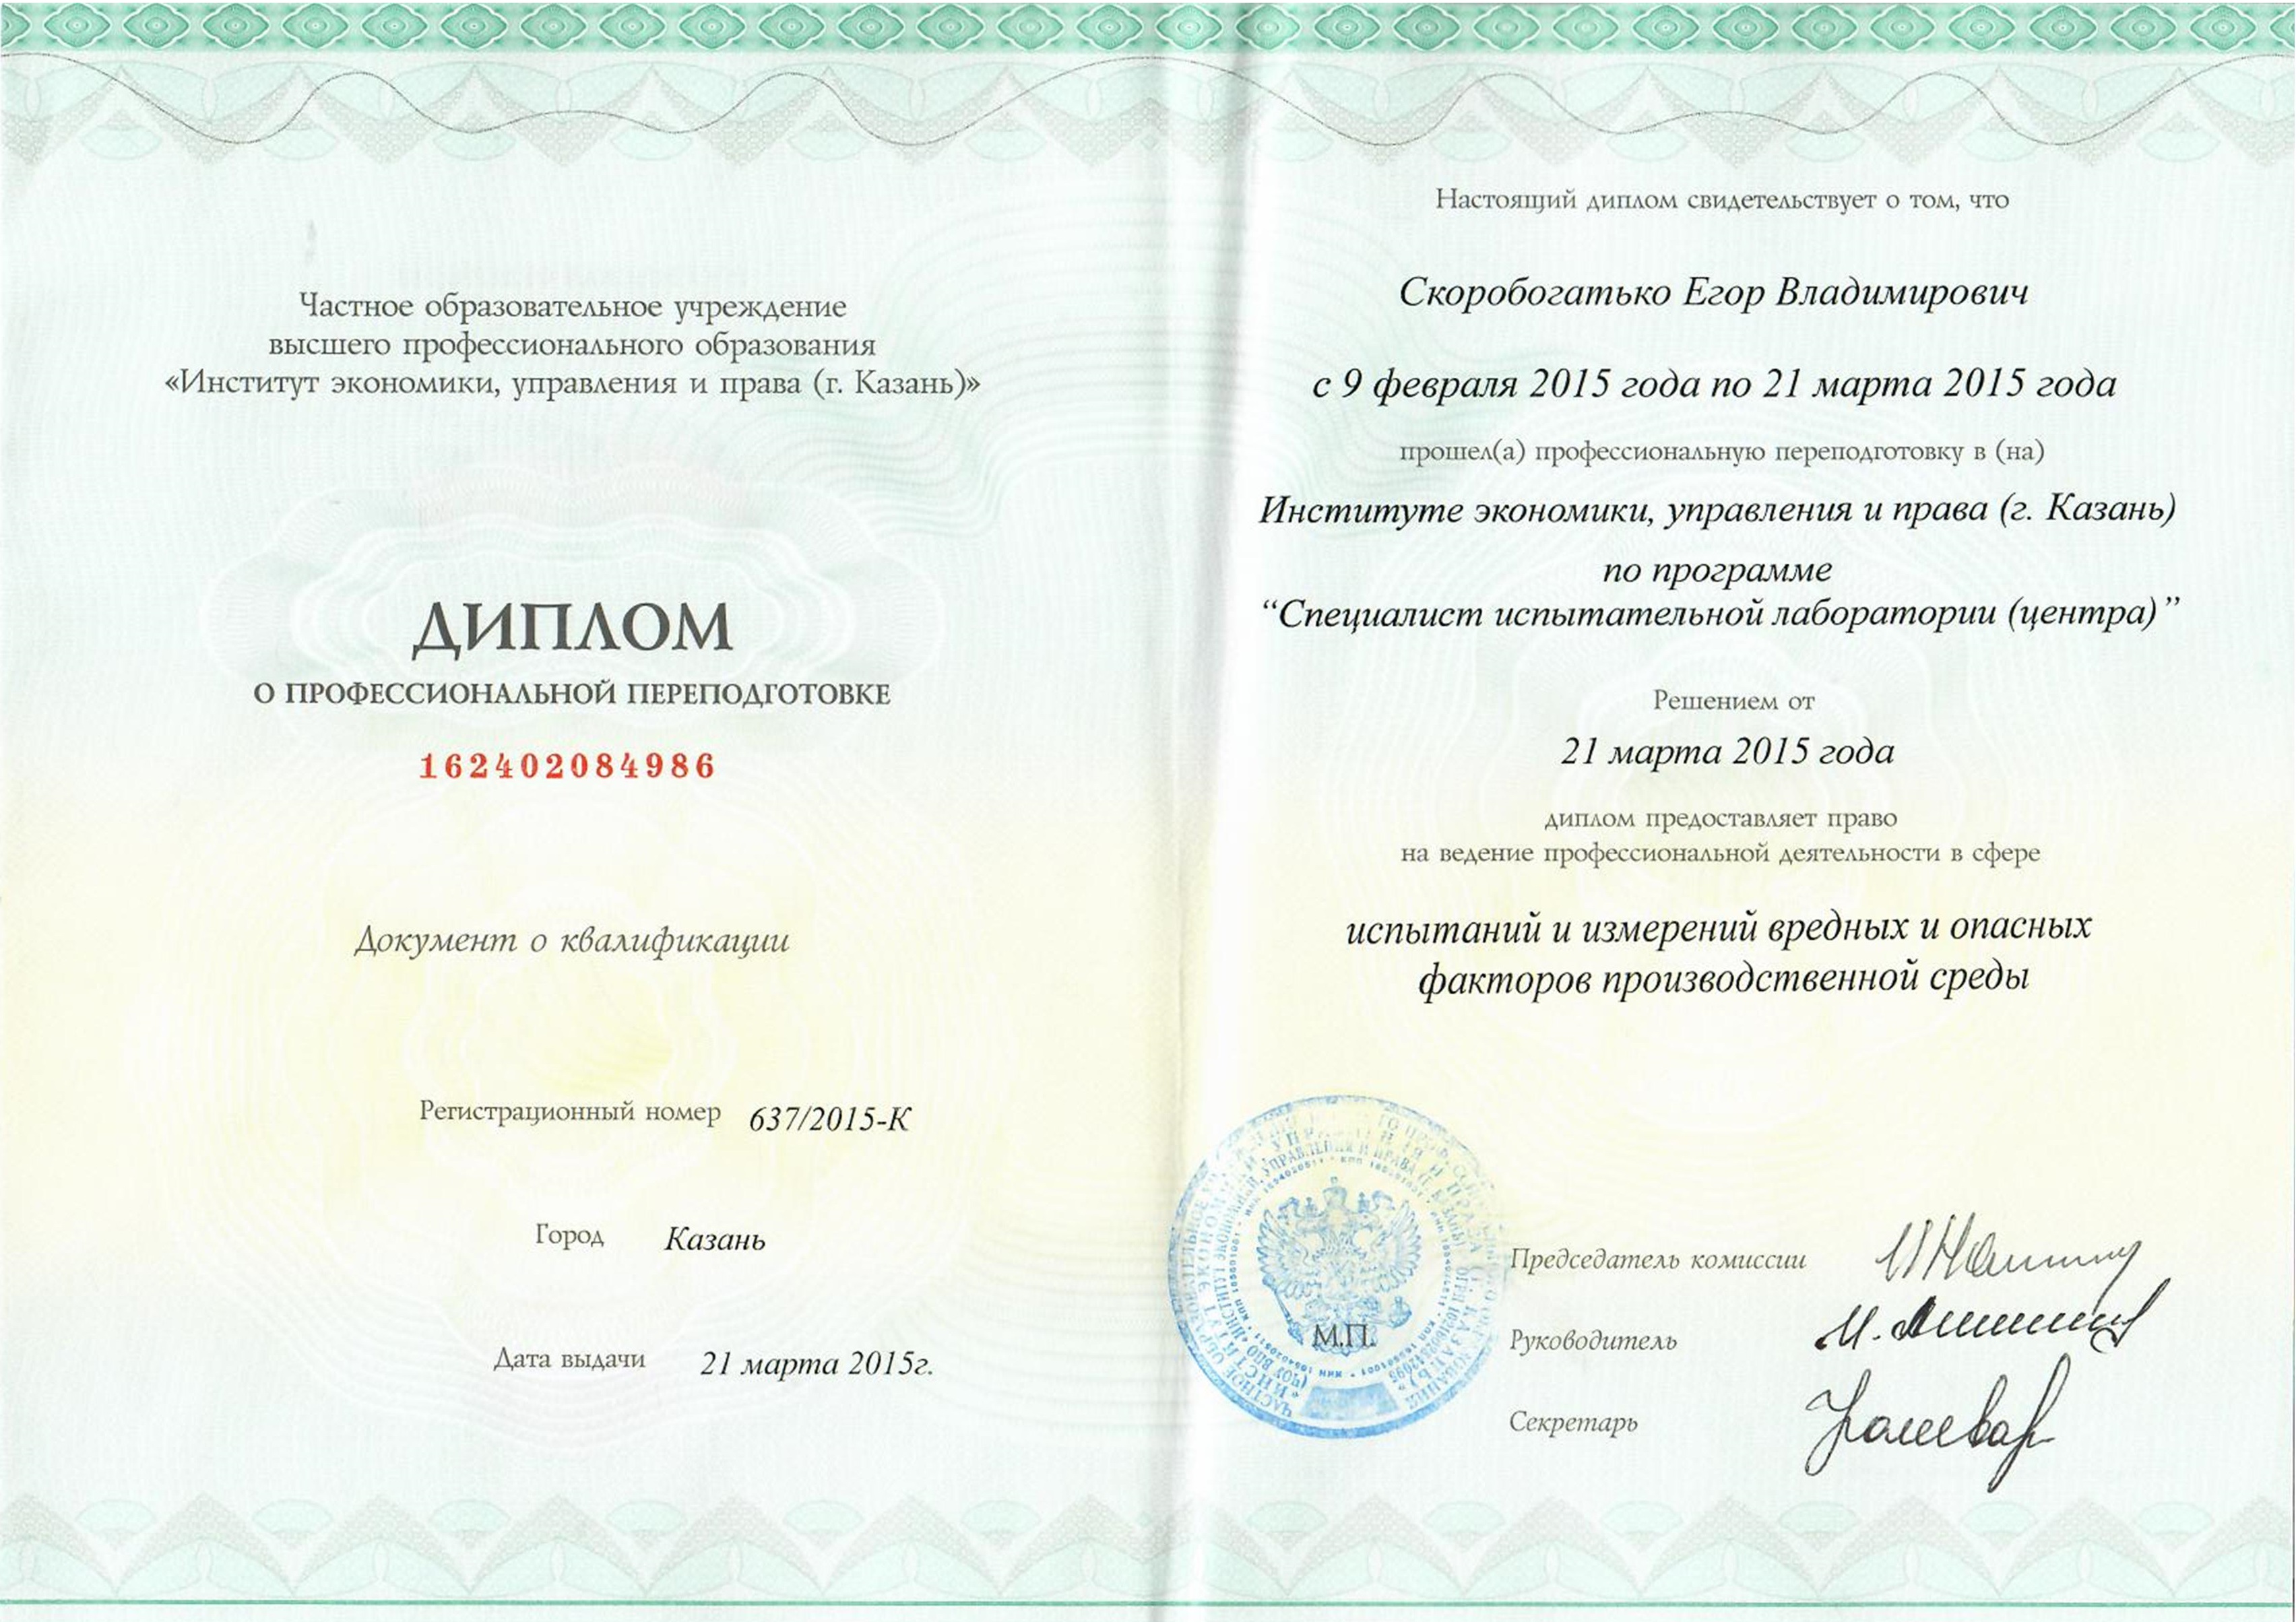 Частное образовательное учреждение
высшего профессионального образования
«Институт экономики, управления и права (г. Казань)»
ДИПЛОМ
О ПРОФЕССИОНАЛЬНОЙ ПЕРЕПОДГОТОВКЕ
162402084986
Документ о квалификации
Регистрационный номер 637/2015-К
Город Казань
Дата выдачи 21 марта 2015г.
Настоящий диплом свидетельствует о том, что
Скоробогатько Егор Владимирович
с 9 февраля 2015 года по 21 марта 2015 года
прошел(а) профессиональную переподготовку в (на)
Институте экономики, управления и права (г. Казань)
по программе
“Специалист испытательной лаборатории (центра)”
Решением от
21 марта 2015 года
диплом предоставляет право
на ведение профессиональной деятельности в сфере
испытаний и измерений вредных и опасных
факторов производственной среды
М.П.
Председатель комиссии
Руководитель
Секретарь